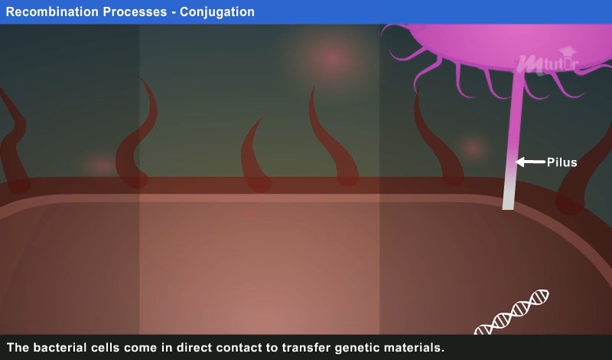 Recombination Processes - Conjugation
mtutor
Pilus
The bacterial cells come in direct contact to transfer genetic materials.